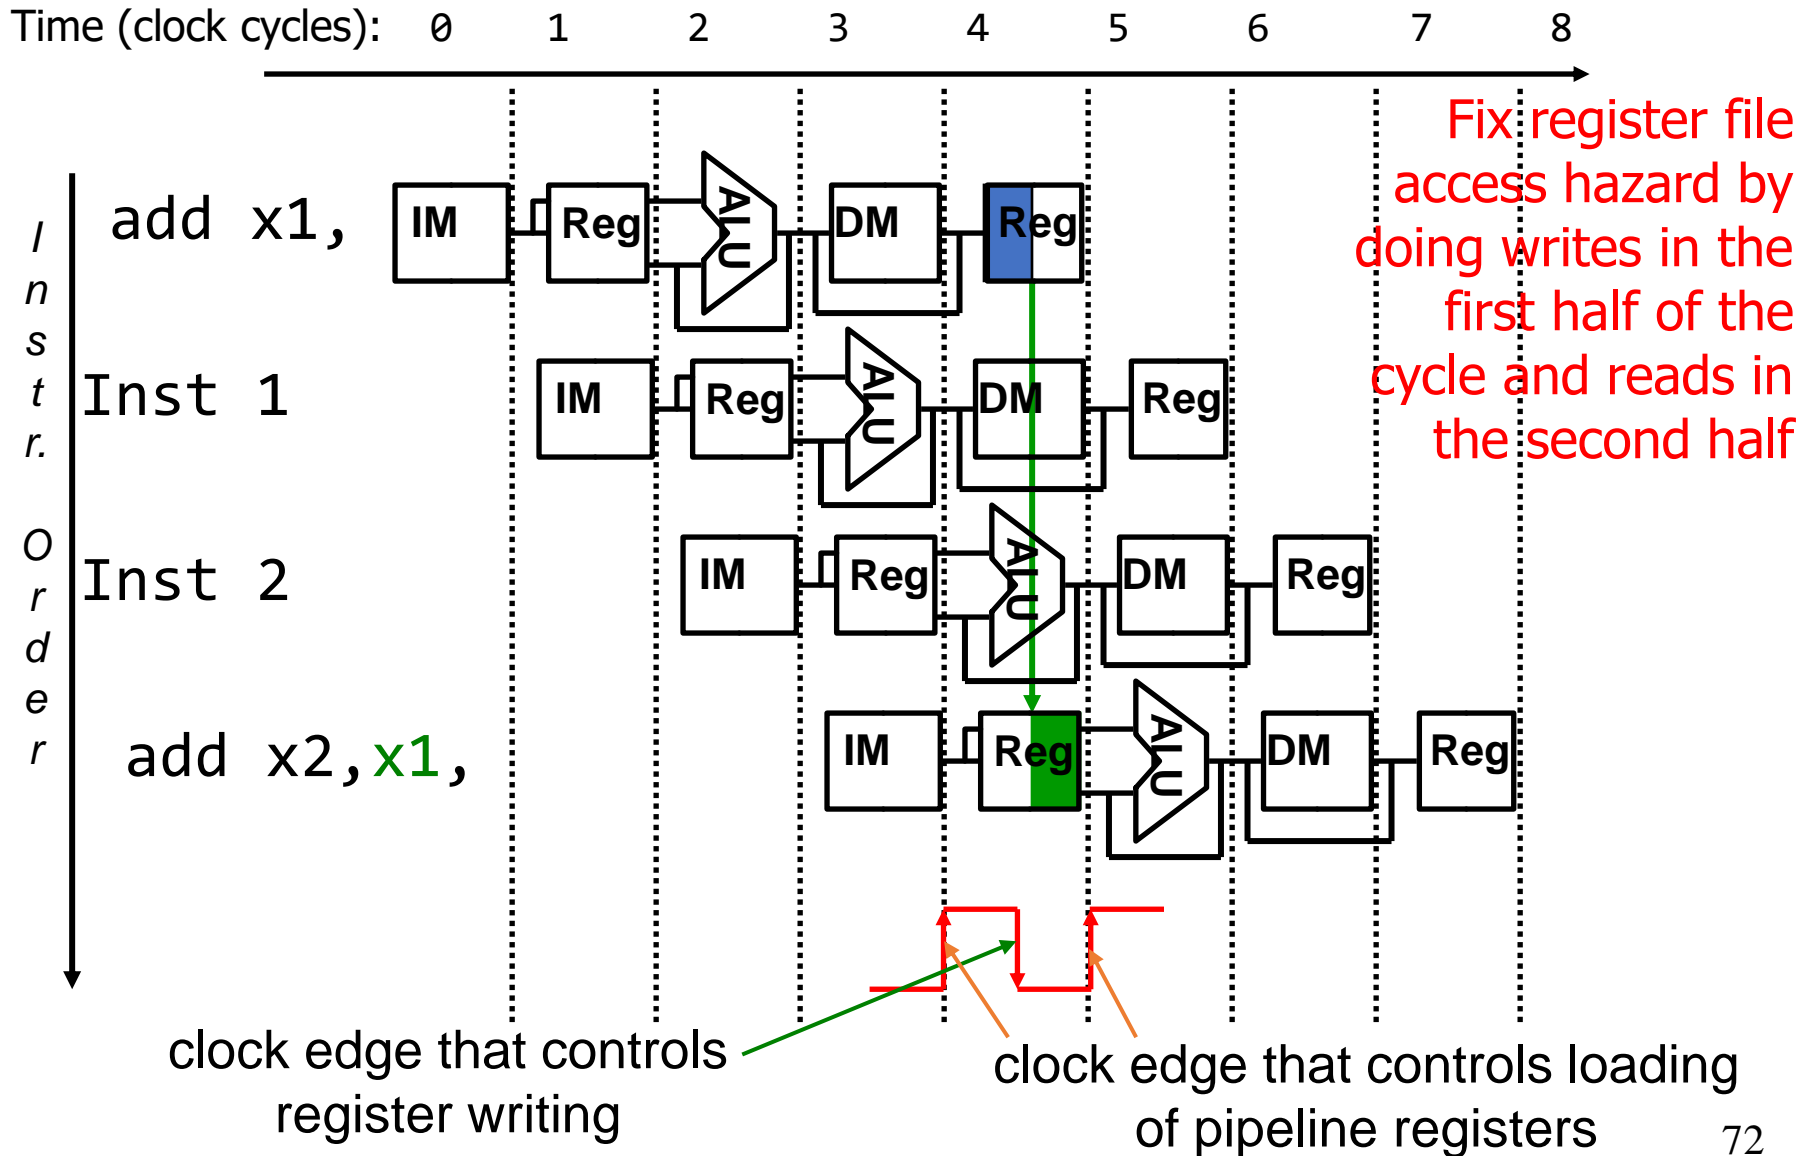 Time (clock cycles): 0 1 2 3 4 5 6 7 8
Fix register file
access hazard by
doing writes in the
first half of the
cycle and reads in
the second half
Instr. Order
add x1,
IM Reg ALU DM Reg
Inst 1
IM Reg ALU DM Reg
Inst 2
IM Reg ALU DM Reg
add x2,x1,
IM Reg ALU DM Reg
clock edge that controls
register writing
clock edge that controls loading
of pipeline registers
72